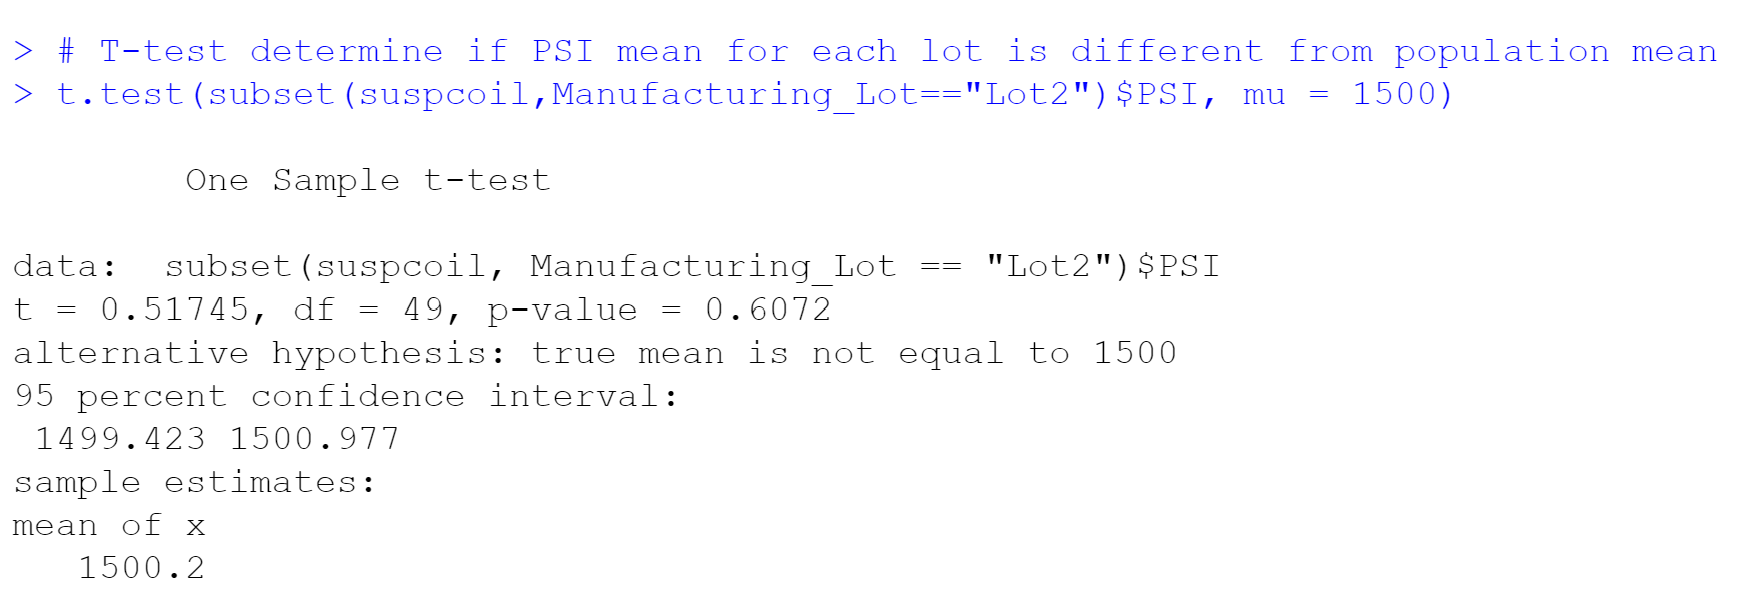 > # T-test determine if PSI mean for each lot is different from population mean
> t.test(subset(suspcoil,Manufacturing_Lot=="Lot2")$PSI, mu = 1500)
One Sample t-test
data:  subset(suspcoil, Manufacturing_Lot == "Lot2")$PSI
t = 0.51745, df = 49, p-value = 0.6072
alternative hypothesis: true mean is not equal to 1500
95 percent confidence interval:
1499.423 1500.977
sample estimates:
mean of x
1500.2